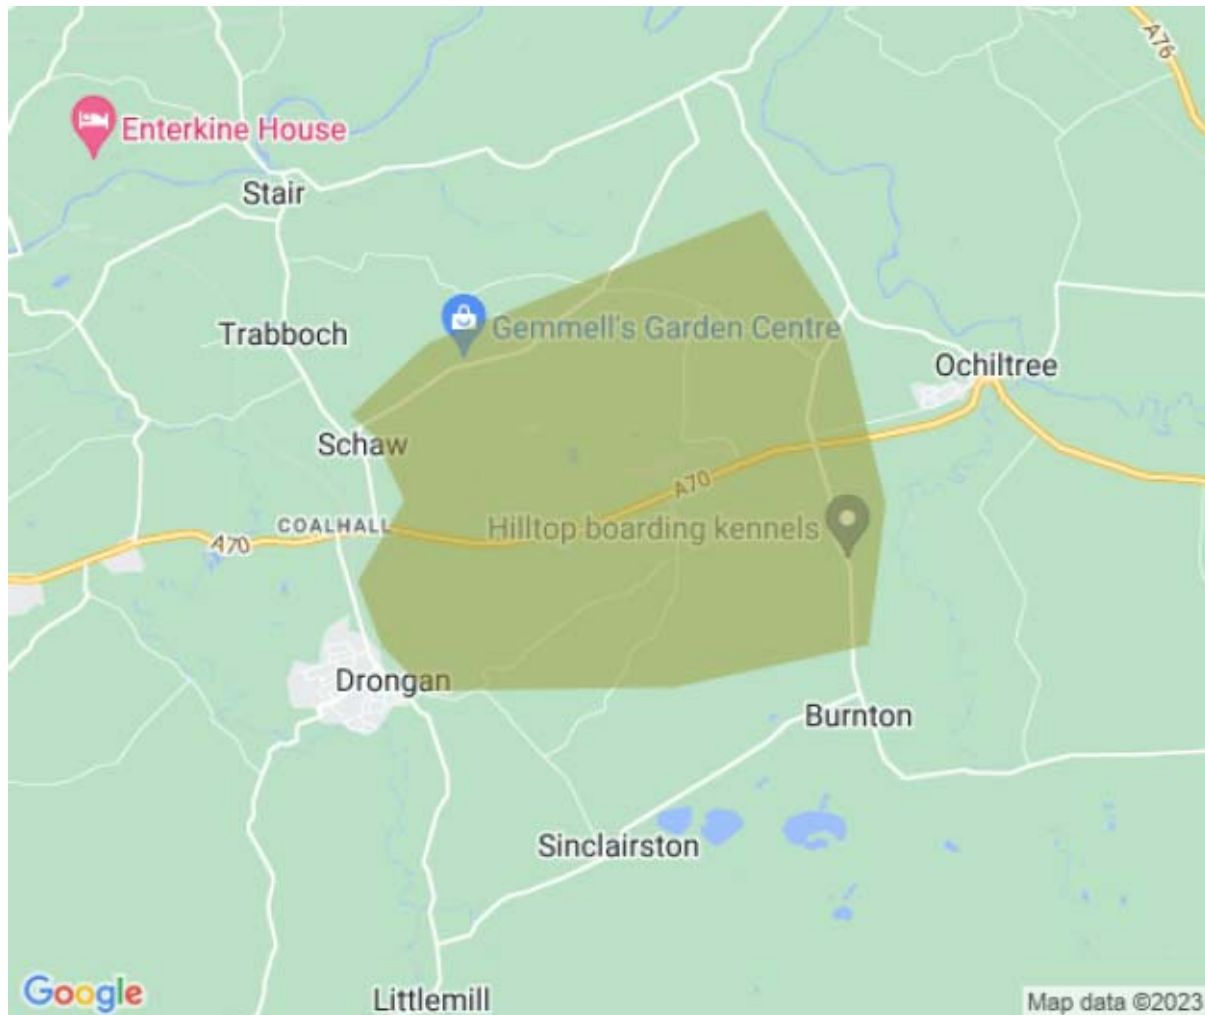 A76
Enterkine House
Stair
Gemmell's Garden Centre
Trabboch
Ochiltree
Schaw
A70
COALHALL
Hilltop boarding kennels
A70
Drongan
Burnton
Sinclairston
Littlemill
Google
Map data ©2023